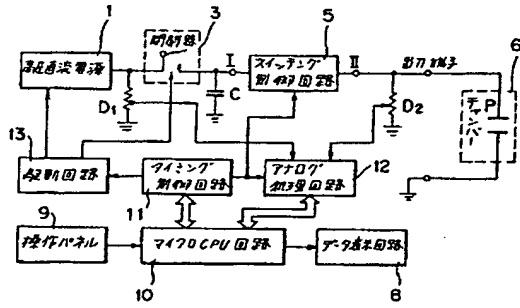 1
3
5
6
高圧直流電源
開閉器
I
スイッチング
制御回路
II
出力端子
D1
C
D2
チャンバー
P
13
駆動回路
タイミング
制御回路
アナログ
処理回路
12
11
9
操作パネル
マイクロCPU回路
データ表示回路
10
8